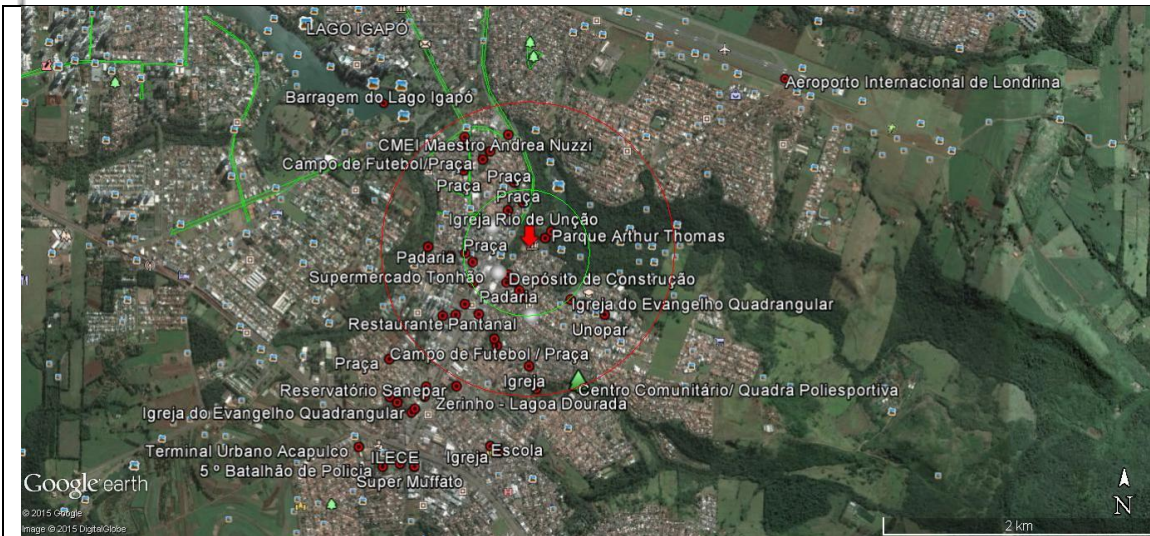 LAGO IGAPÓ
Aeroporto Internacional de Londrina
Barragem do Lago Igapó
CMEI Maestro Andrea Nuzzi
Campo de Futebol/Praça
Praça
Praça
Praça
Igreja Rio de Unção
Parque Arthur Thomas
Praça
Padaria
Supermercado Tonhão
Depósito de Construção
Padaria
Igreja do Evangelho Quadrangular
Restaurante Pantanal
Unopar
Campo de Futebol / Praça
Praça
Igreja
Reservatório Sanepar
Centro Comunitário/ Quadra Poliesportiva
Zerinho - Lagoa Dourada
Igreja do Evangelho Quadrangular
Terminal Urbano Acapulco
ILECE
Igreja
Escola
5 º Batalhão de Policia
Super Muffato
Google earth
© 2015 Google
Image © 2015 DigitalGlobe
N
2 km